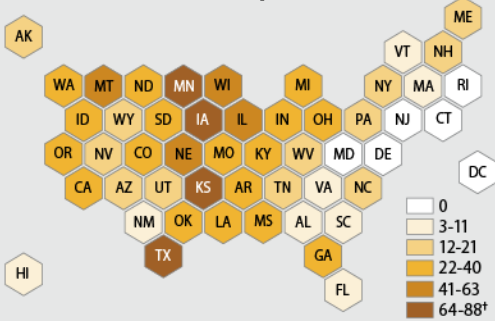 ME
AK
VT NH
WA MT ND MN WI MI NY MA RI
ID WY SD IA IL IN OH PA NJ CT
OR NV CO NE MO KY WV MD DE
DC
CA AZ UT KS AR TN VA NC
0
NM OK LA MS AL SC
3-11
12-21
TX GA
22-40
HI
41-63
FL
64-88†